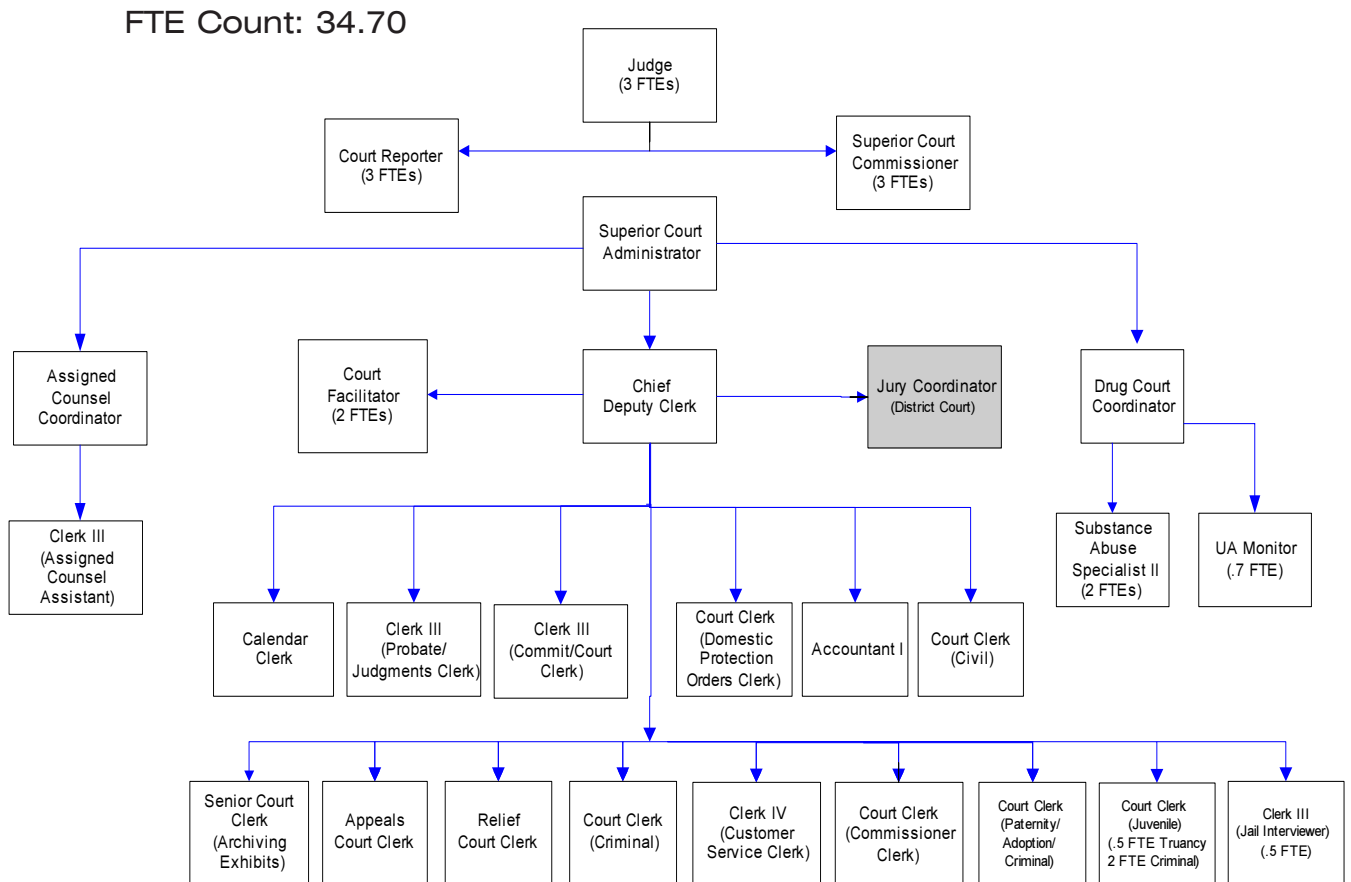 FTE Count: 34.70
Judge
(3 FTEs)
Court Reporter
(3 FTEs)
Superior Court
Commissioner
(3 FTEs)
Superior Court
Administrator
Assigned
Counsel
Coordinator
Court
Facilitator
(2 FTEs)
Chief
Deputy Clerk
Jury Coordinator
(District Court)
Drug Court
Coordinator
Clerk III
(Assigned
Counsel
Assistant)
Substance
Abuse
Specialist II
(2 FTEs)
UA Monitor
(.7 FTE)
Calendar
Clerk
Clerk III
(Probate/
Judgments Clerk)
Clerk III
(Commit/Court
Clerk)
Court Clerk
(Domestic
Protection
Orders Clerk)
Accountant I
Court Clerk
(Civil)
Senior Court
Clerk
(Archiving
Exhibits)
Appeals
Court Clerk
Relief
Court Clerk
Court Clerk
(Criminal)
Clerk IV
(Customer
Service Clerk)
Court Clerk
(Commissioner
Clerk)
Court Clerk
(Paternity/
Adoption/
Criminal)
Court Clerk
(Juvenile)
(.5 FTE Truancy
2 FTE Criminal)
Clerk III
(Jail Interviewer)
(.5 FTE)